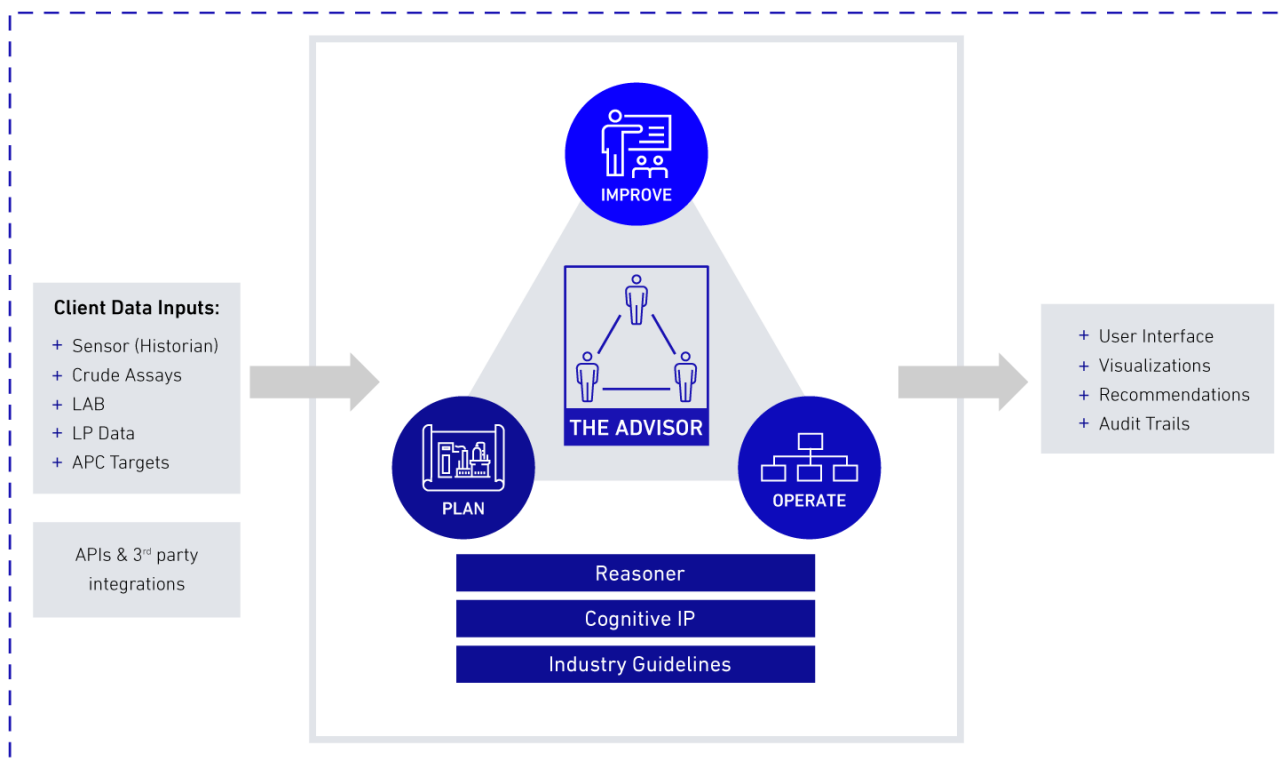 Client Data Inputs:
+ Sensor (Historian)
+ Crude Assays
+ LAB
+ LP Data
+ APC Targets
APIs & 3rd party
integrations
IMPROVE
THE ADVISOR
PLAN
OPERATE
Reasoner
Cognitive IP
Industry Guidelines
+ User Interface
+ Visualizations
+ Recommendations
+ Audit Trails